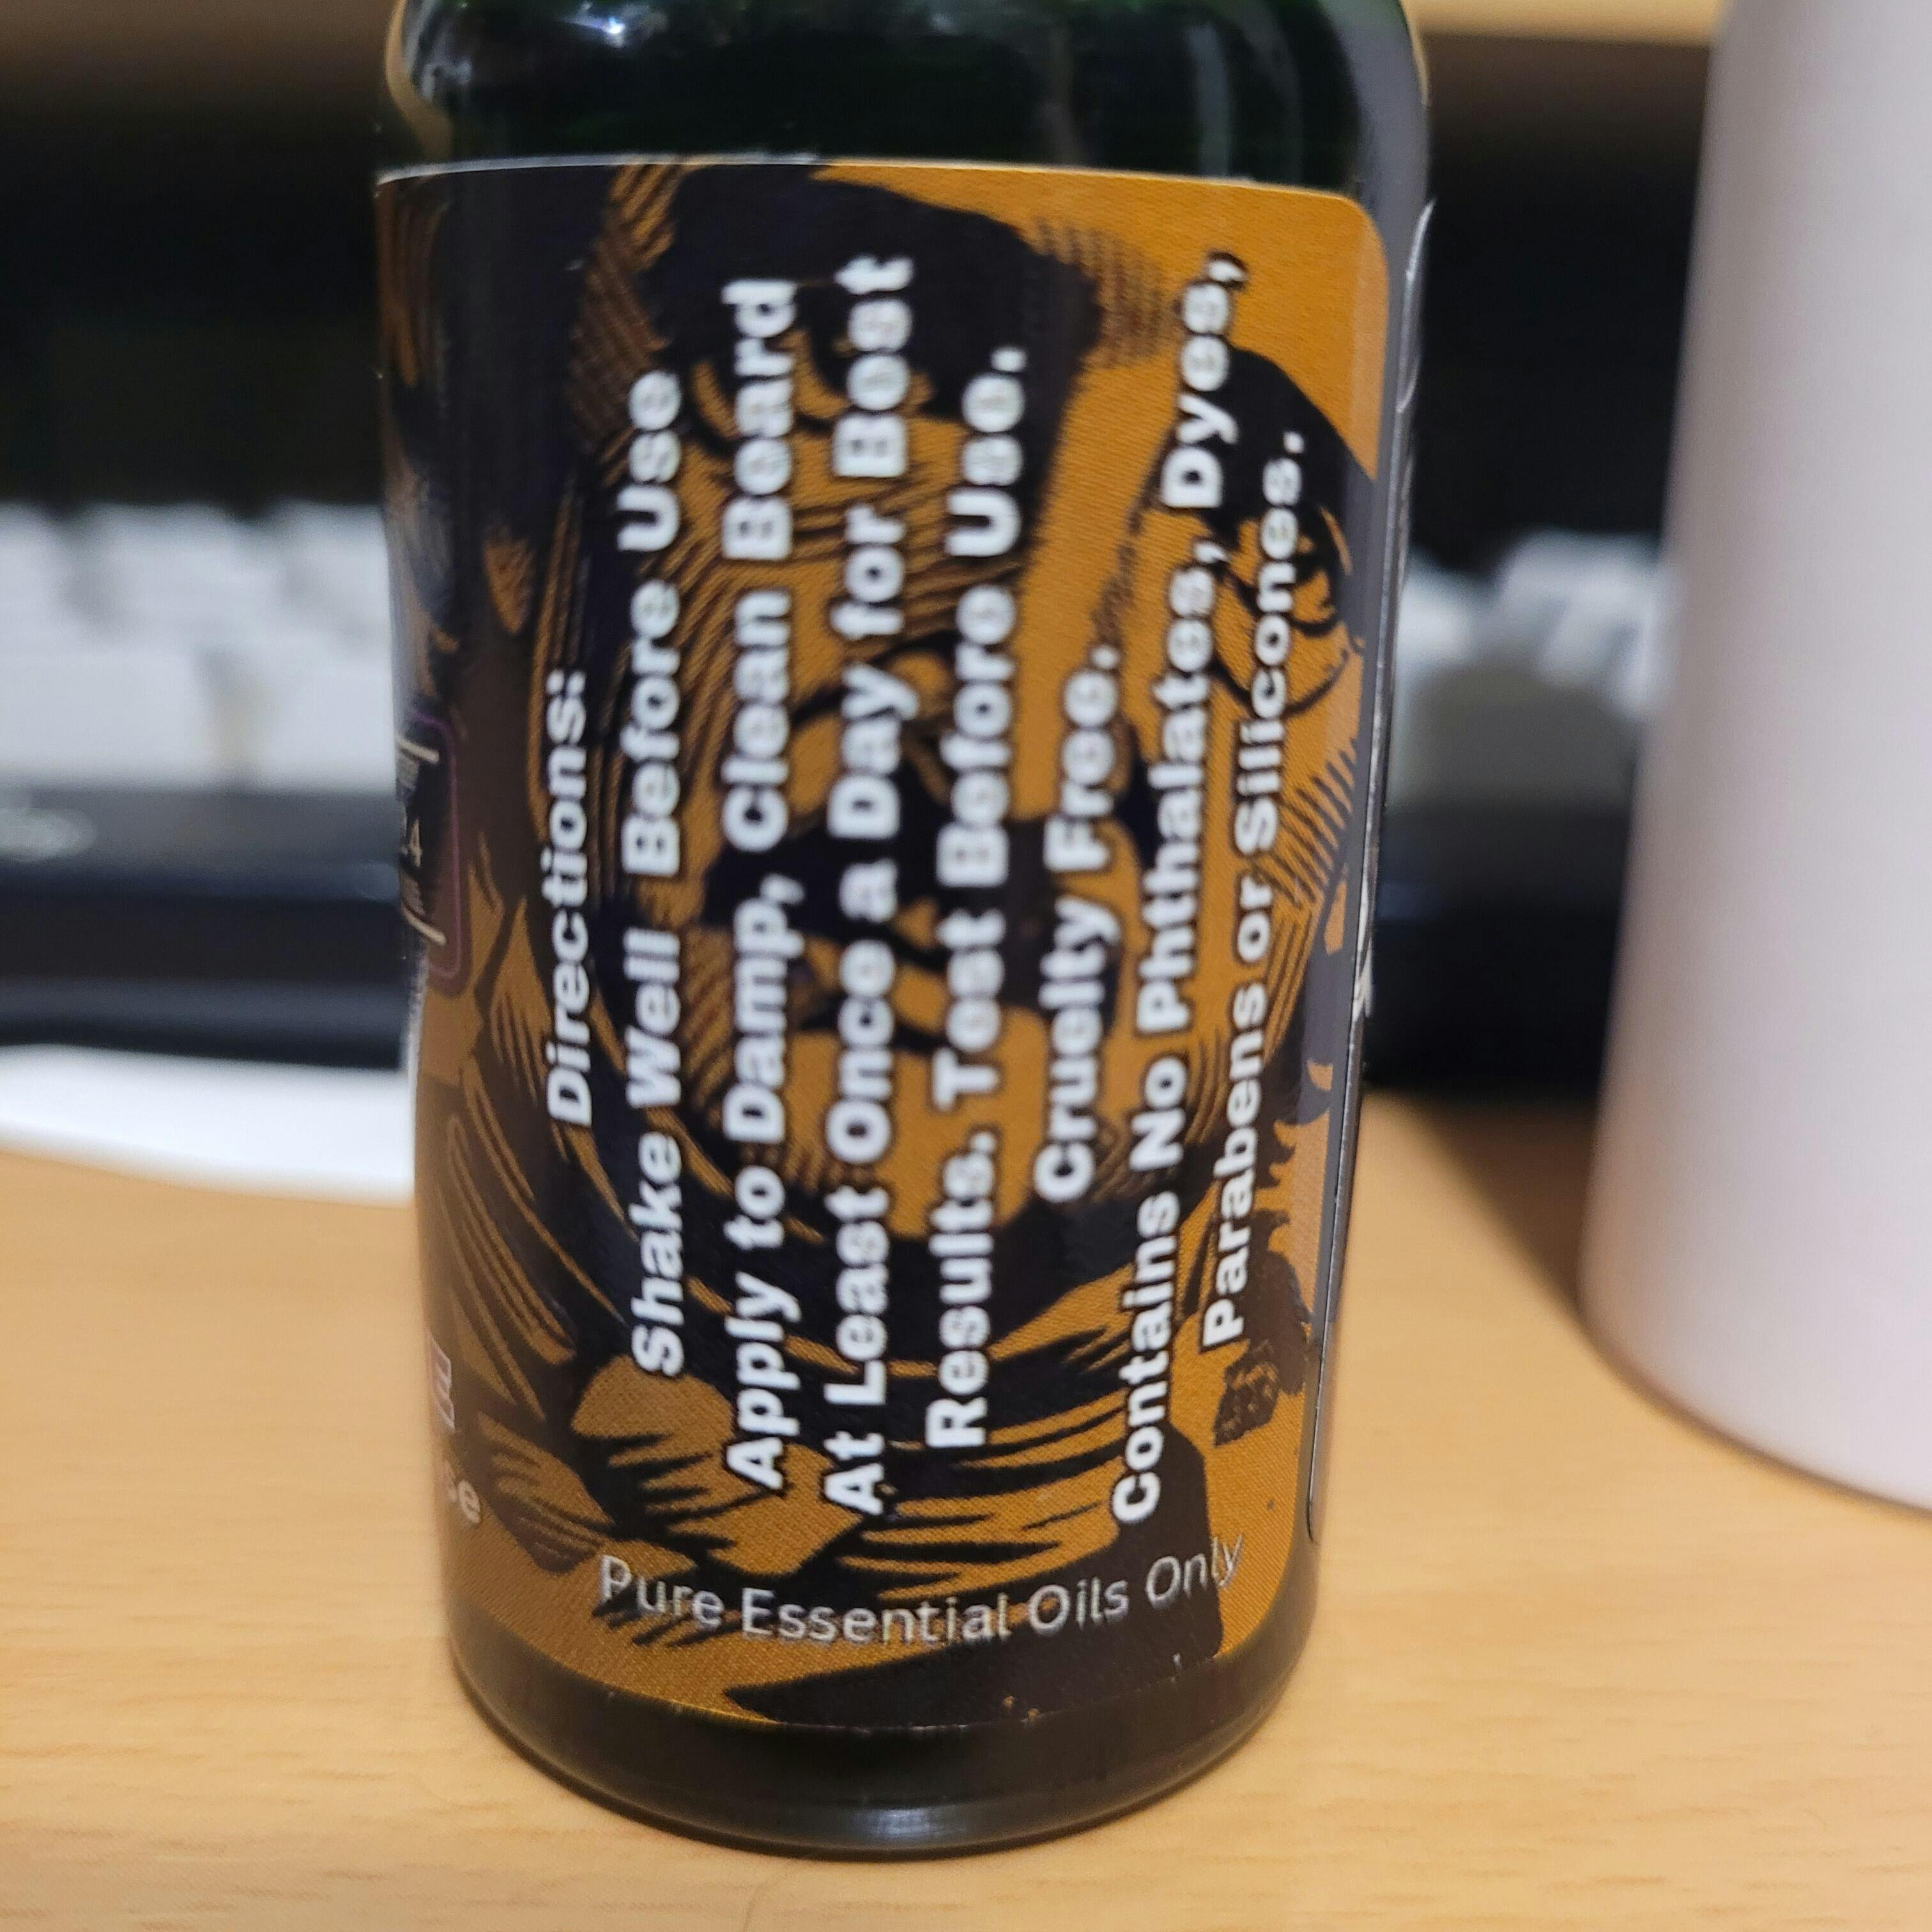 Directions:
Shake Well Before Use
Apply to Damp, Clean Beard
At Least Once a Day for Best
Results. Test Before Use.
Cruelty Free.
Contains No Phthalates, Dyes,
Parabens or Siliconess.
Pure Essential Oils Only